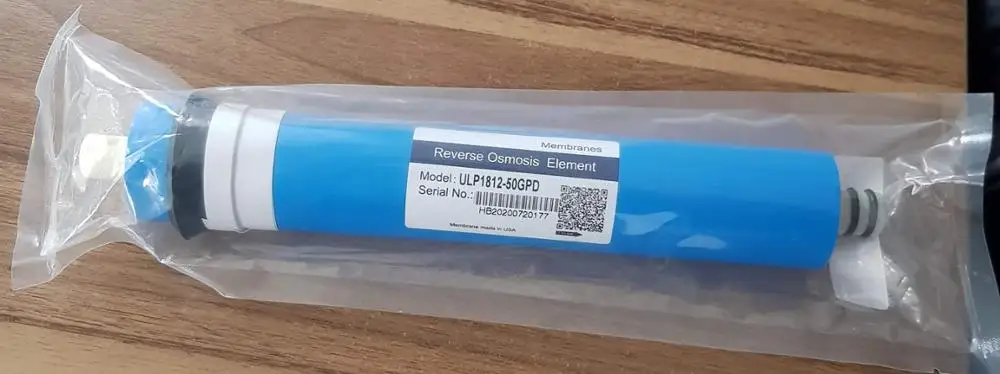 Membranes
Reverse Osmosis Element
Model: ULP1812-50GPD
Serial No.:
HB20200720177
Membrane made in USA